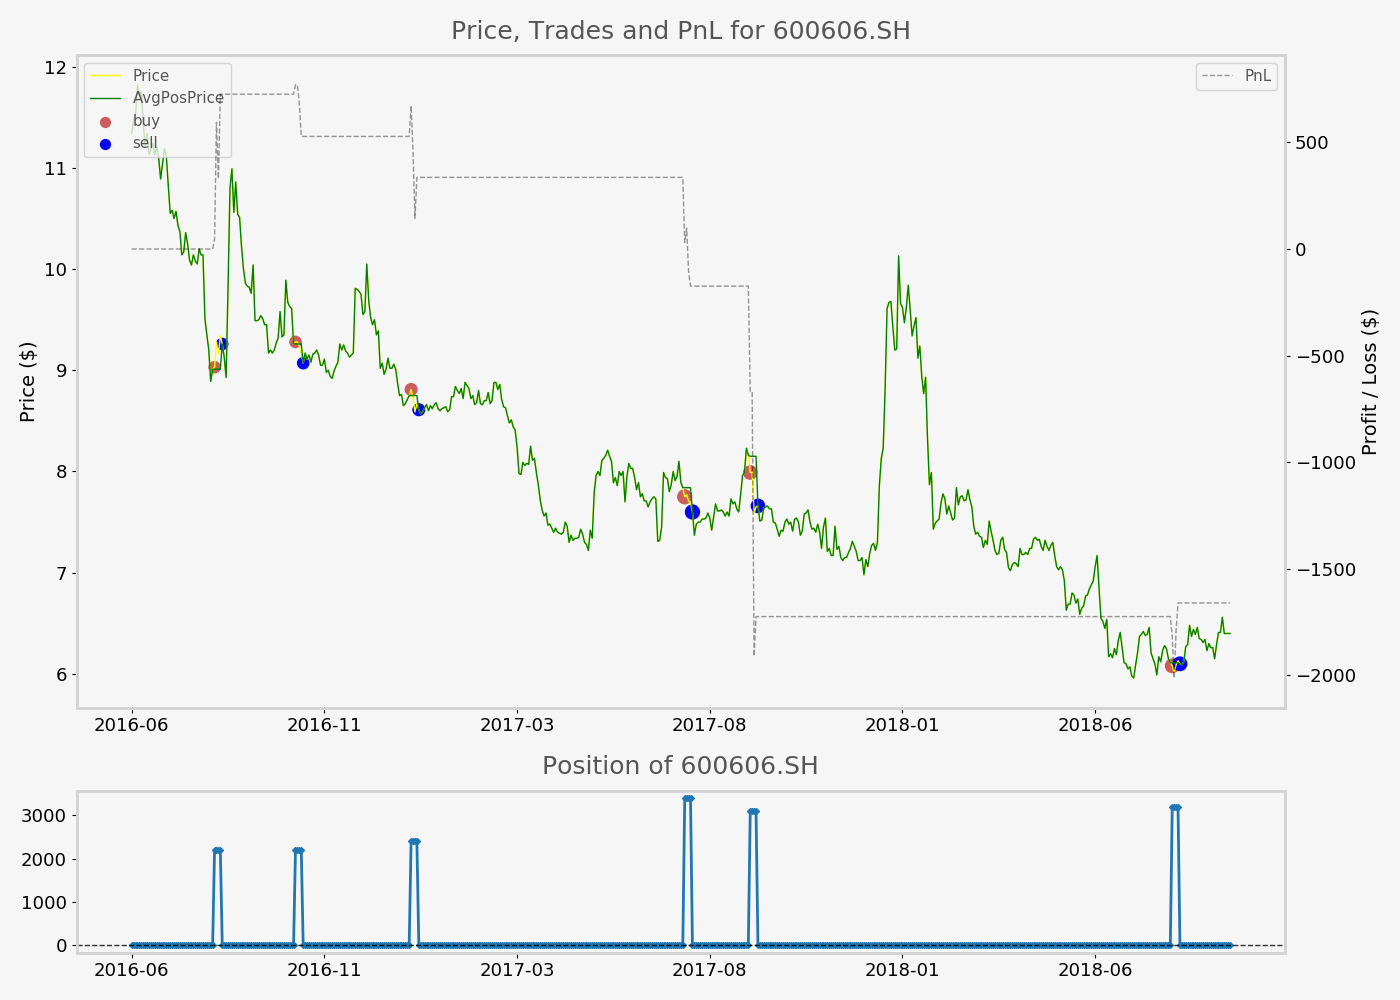 Price, Trades and PnL for 600606.SH
Price
AvgPosPrice
buy
sell
PnL
12
11
10
9
8
7
6
Price ($)
500
0
−500
−1000
−1500
−2000
Profit / Loss ($)
2016-06 2016-11 2017-03 2017-08 2018-01 2018-06
Position of 600606.SH
3000
2000
1000
0
2016-06 2016-11 2017-03 2017-08 2018-01 2018-06